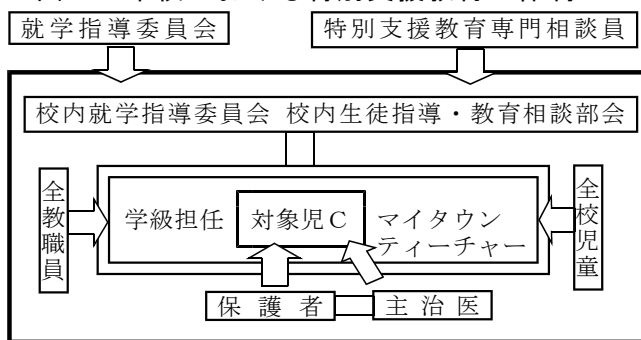 就学指導委員会
特別支援教育専門相談員
校内就学指導委員会 校内生徒指導・教育相談部会
全教職員
学級担任
対象児C
マイタウン
ティーチャー
全校児童
保護者
主治医